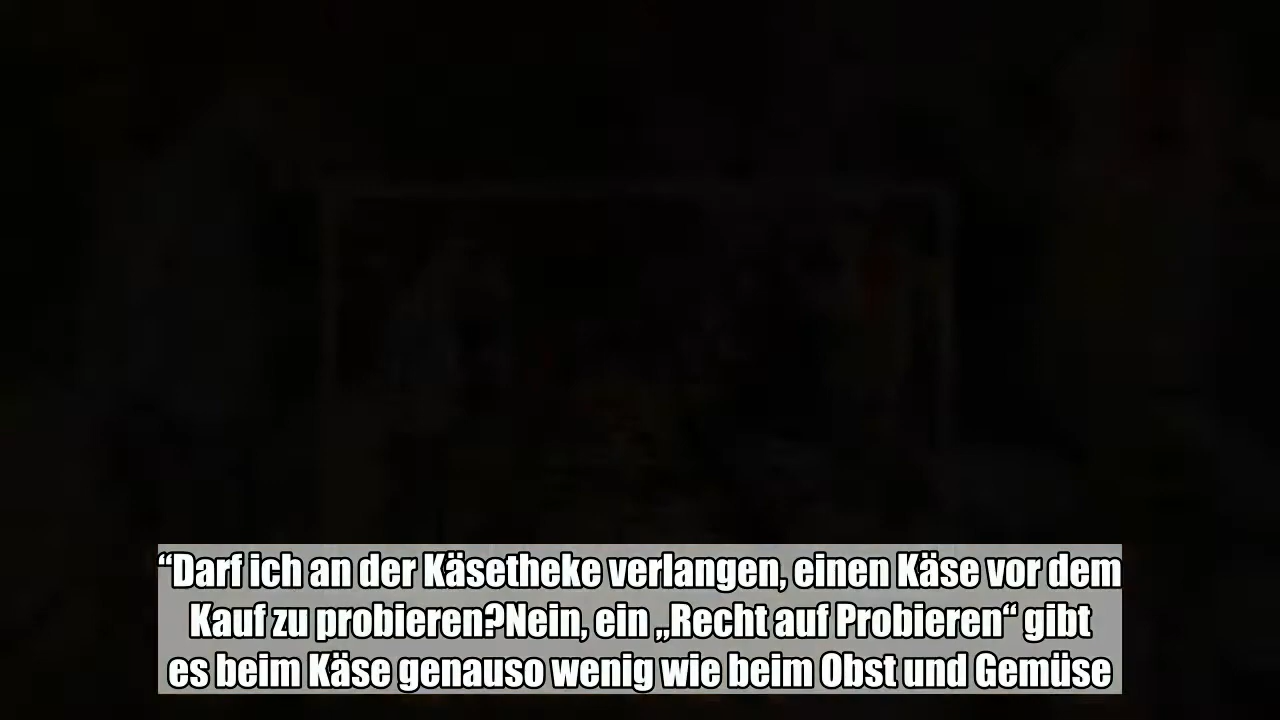 “Darf ich an der Käsetheke verlangen, einen Käse vor dem
Kauf zu probieren?Nein, ein „Recht auf Probieren“ gibt
es beim Käse genauso wenig wie beim Obst und Gemüse